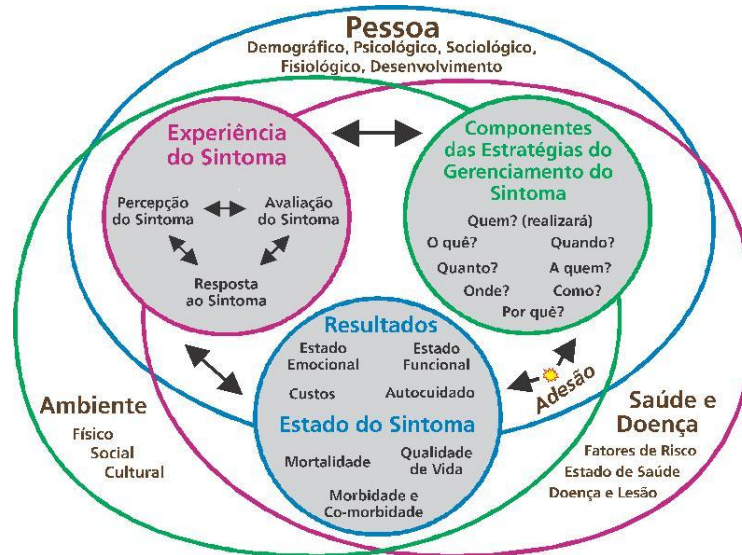 Pessoa
Demográfico, Psicológico, Sociológico,
Fisiológico, Desenvolvimento
Experiência
do Sintoma
Percepção
do Sintoma
Avaliação
do Sintoma
Resposta
ao Sintoma
Componentes
das Estratégias do
Gerenciamento do
Sintoma
Quem? (realizará)
O quê?
Quando?
Quanto?
A quem?
Onde?
Como?
Por quê?
Resultados
Estado
Emocional
Estado
Funcional
Custos
Autocuidado
Estado do Sintoma
Mortalidade
Qualidade
de Vida
Morbidade e
Co-morbidade
Adesão
Ambiente
Físico
Social
Cultural
Saúde e
Doença
Fatores de Risco
Estado de Saúde
Doença e Lesão